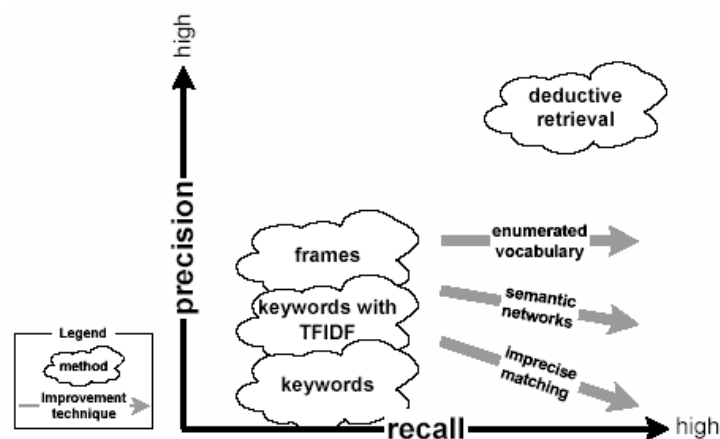 high
precision
deductive
retrieval
frames
enumerated
vocabulary
keywords with
TFIDF
semantic
networks
keywords
imprecise
matching
recall
high
Legend
method
Improvement
technique